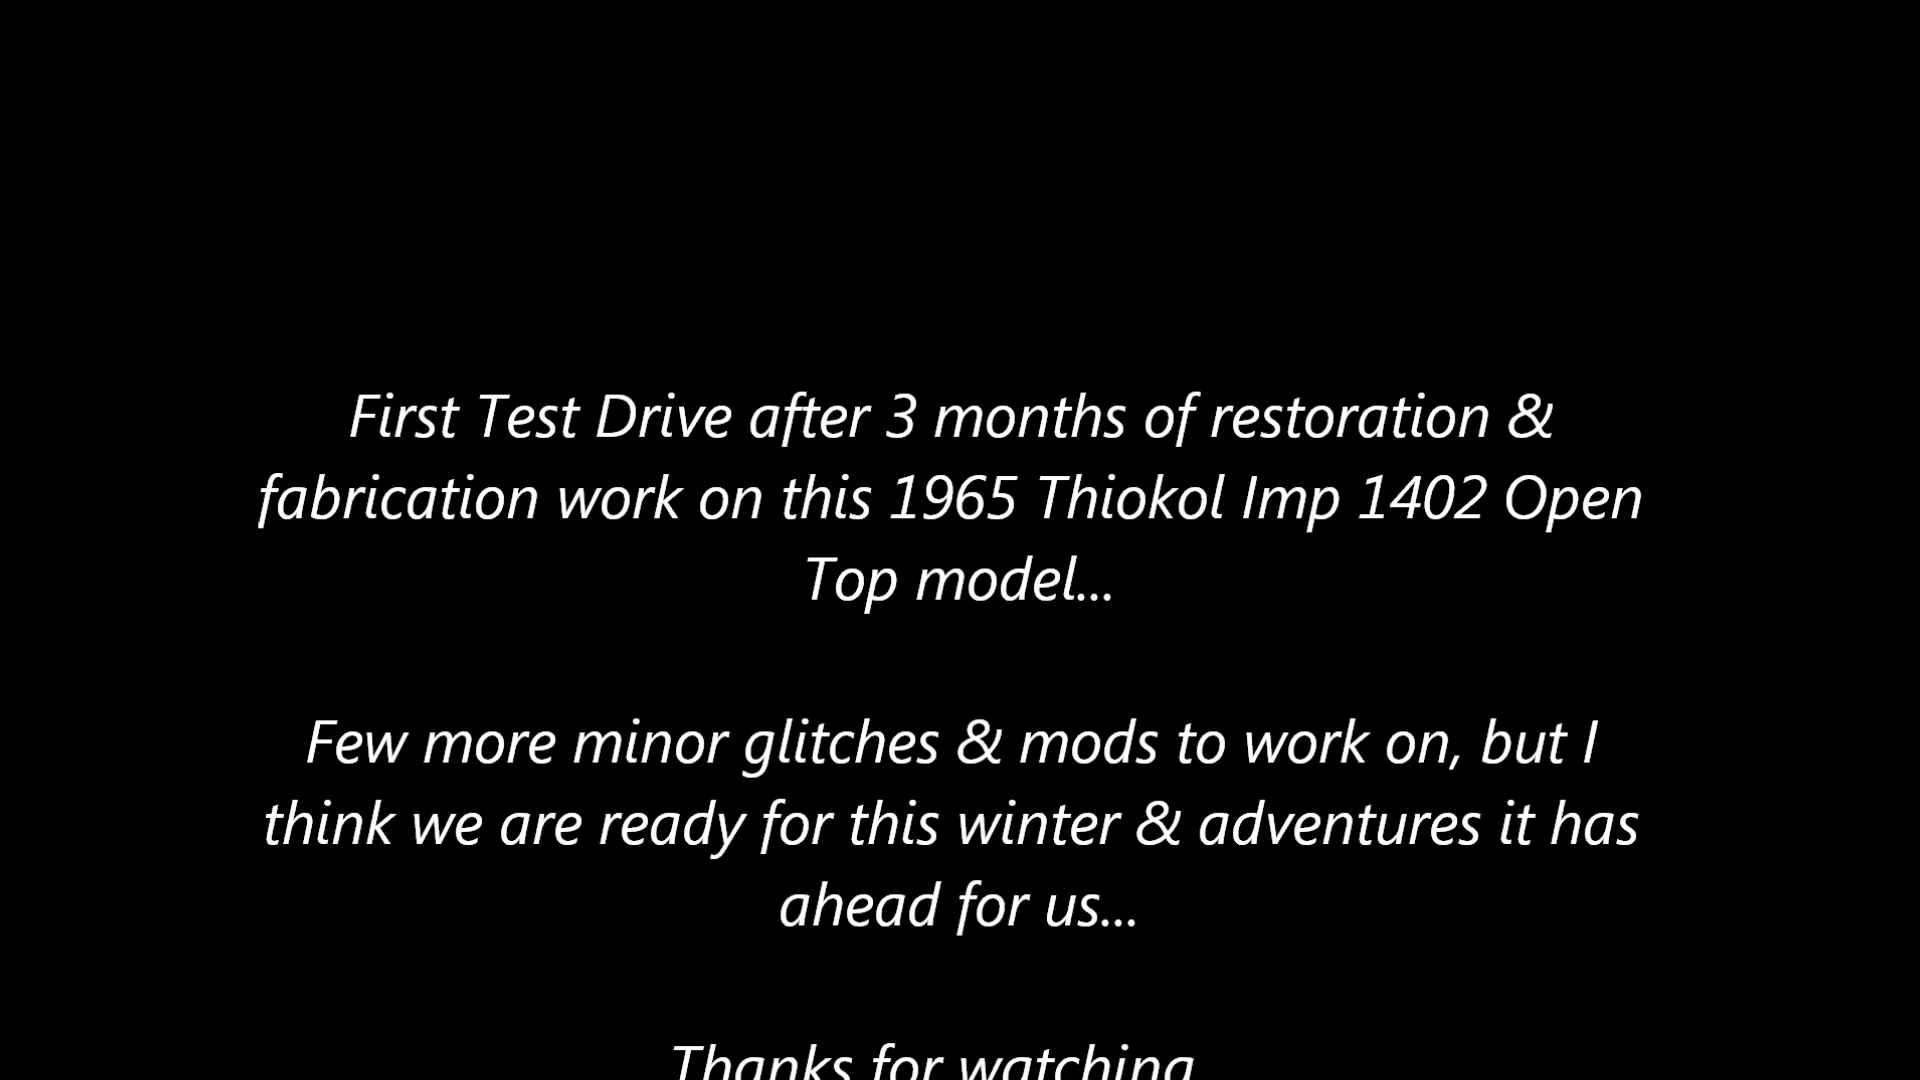 First Test Drive after 3 months of restoration &
fabrication work on this 1965 Thiokol Imp 1402 Open
Top model...
Few more minor glitches & mods to work on, but I
think we are ready for this winter & adventures it has
ahead for us...
Thanks for watching